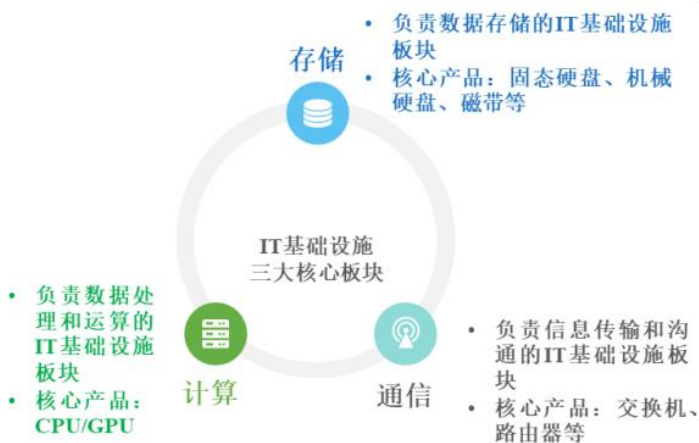 存储
• 负责数据存储的IT基础设施
板块
• 核心产品：固态硬盘、机械
硬盘、磁带等
IT基础设施
三大核心板块
• 负责数据处
理和运算的
IT基础设施
板块
• 核心产品：
CPU/GPU
计算
通信
• 负责信息传输和沟
通的IT基础设施板
块
• 核心产品：交换机、
路由器等